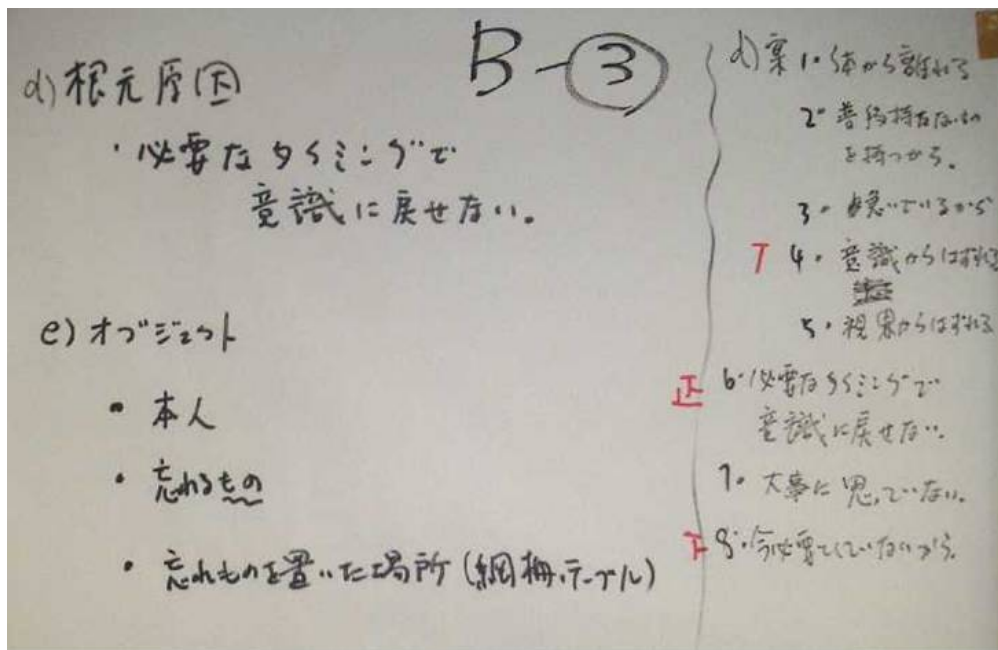 B-③
d)根元原因
・必要なタイミングで
意識に戻せない。
e)オブジェクト
・本人
・忘れるもの
・忘れものを置いた場所(網棚、テーブル)
d)案 1・体から離れる
2・普段持たないもの
を持つから。
3・急いでいるから
T 4・意識からはずれる
5・視界からはずれる
正 6・必要なタイミングで
意識に戻せない。
7・大事に思っていない。
下 8・今必要としていないから。